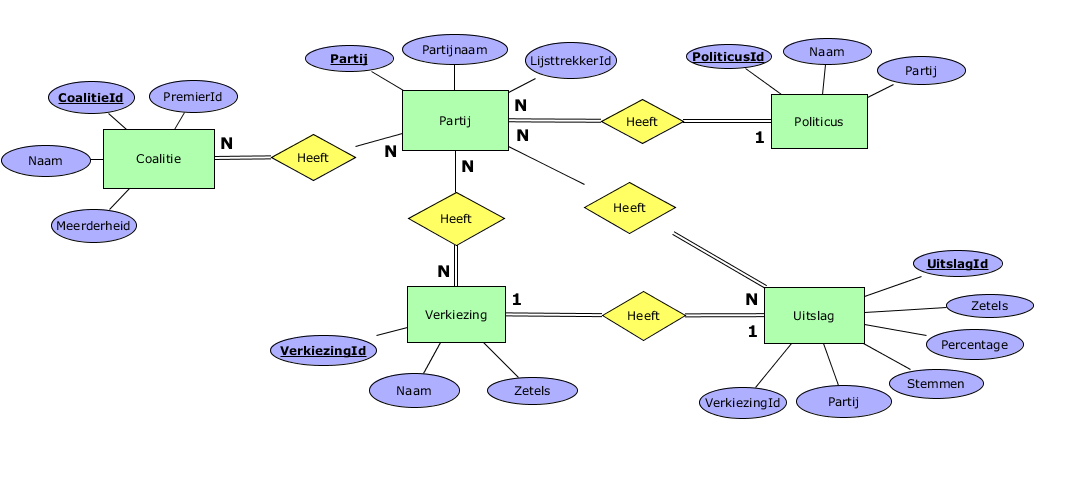 Partij
Partijnaam
LijsttrekkerId
PoliticusId
Naam
Partij
CoalitieId
PremierId
Naam
Meerderheid
Coalitie
N
Heeft
N
Partij
N
N
N
Heeft
1
Politicus
Heeft
N
Heeft
N
1
Verkiezing
1
Heeft
Uitslag
UitslagId
Zetels
Percentage
Stemmen
Partij
VerkiezingId
VerkiezingId
Naam
Zetels